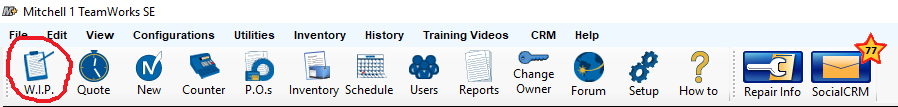 Mitchell 1 TeamWorks SE
File Edit View Configurations Utilities Inventory History Training Videos CRM Help
77
Change
W.I.P. Quote New Counter P.O.s Inventory Schedule Users Reports Owner Forum Setup How to Repair Info SocialCRM